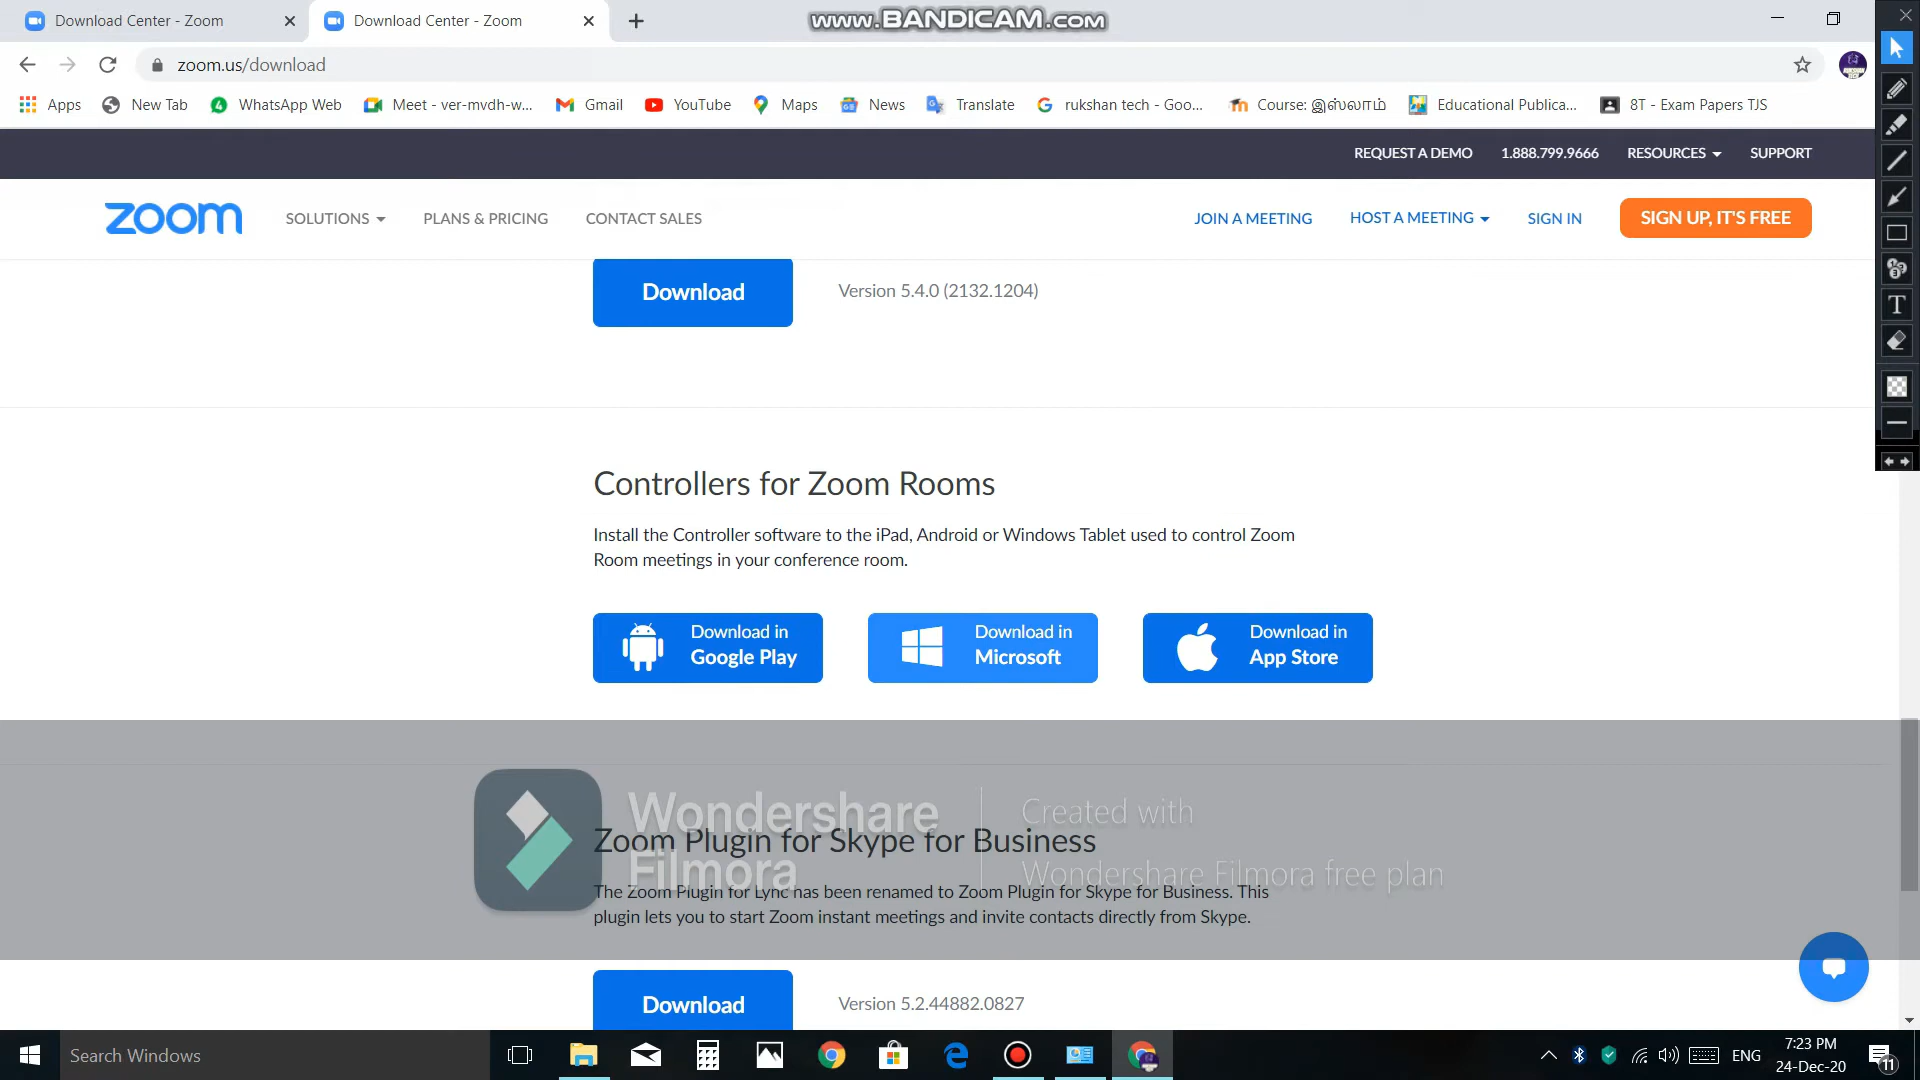 Download Center - Zoom
Download Center - Zoom
www.BANDICAM.com
zoom.us/download
Apps
New Tab
WhatsApp Web
Meet - ver-mvdh-w...
Gmail
YouTube
Maps
News
Translate
rukshan tech - Goo...
Course: இஸ்லாம்
Educational Publica...
8T - Exam Papers TJS
REQUEST A DEMO
1.888.799.9666
RESOURCES
SUPPORT
zoom
SOLUTIONS
PLANS & PRICING
CONTACT SALES
JOIN A MEETING
HOST A MEETING
SIGN IN
SIGN UP, IT'S FREE
Download
Version 5.4.0 (2132.1204)
Controllers for Zoom Rooms
Install the Controller software to the iPad, Android or Windows Tablet used to control Zoom
Room meetings in your conference room.
Download in
Google Play
Download in
Microsoft
Download in
App Store
Wondershare
Filmora
Created with
Wondershare Filmora free plan
Zoom Plugin for Skype for Business
The Zoom Plugin for Lync has been renamed to Zoom Plugin for Skype for Business. This
plugin lets you to start Zoom instant meetings and invite contacts directly from Skype.
Download
Version 5.2.44882.0827
Search Windows
ENG
7:23 PM
24-Dec-20
11